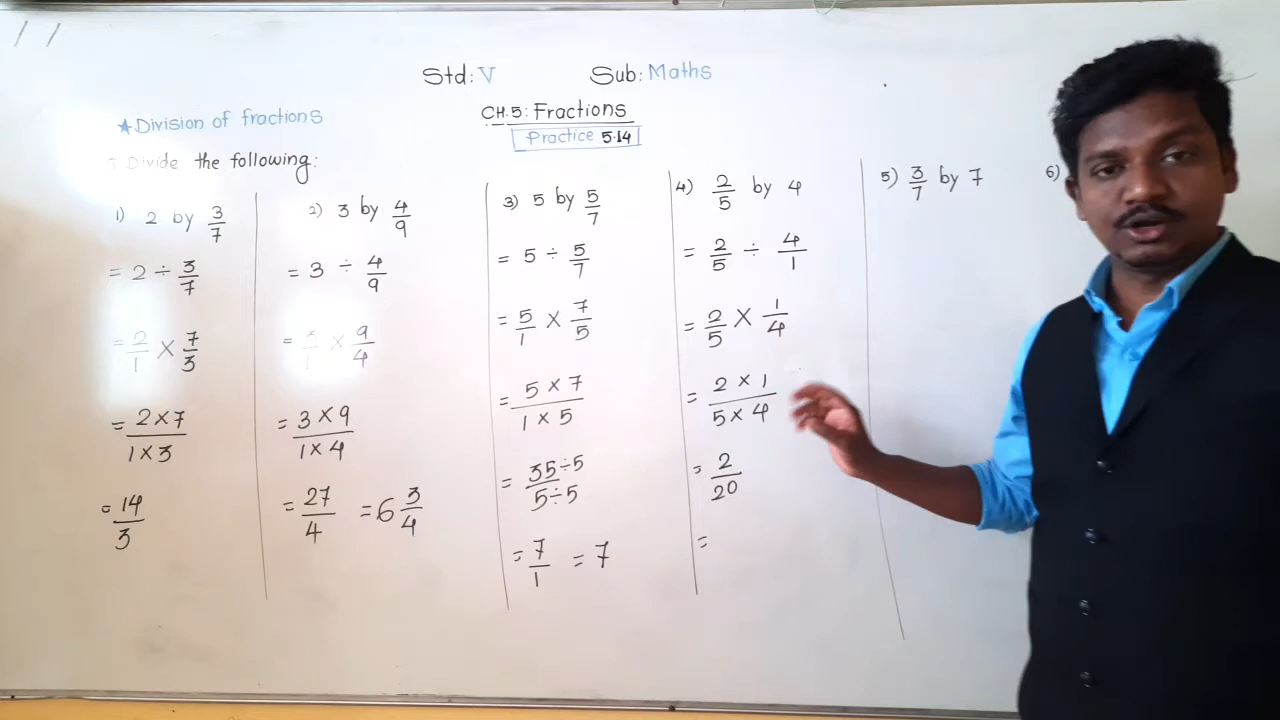 Std: V Sub: Maths
CH.5: Fractions
★Division of fractions
Practice 5.14
Divide the following:
1) 2 by 3/7
= 2 ÷ 3/7
= 2/1 × 7/3
= 2×7/1×3
= 14/3
2) 3 by 4/9
= 3 ÷ 4/9
= 3/1 × 9/4
= 3×9/1×4
= 27/4 = 6 3/4
3) 5 by 5/7
= 5 ÷ 5/7
= 5/1 × 7/5
= 5×7/1×5
= 35÷5/5÷5
= 7/1 = 7
4) 2/5 by 4
= 2/5 ÷ 4/1
= 2/5 × 1/4
= 2×1/5×4
= 2/20
=
5) 3/7 by 7
6)